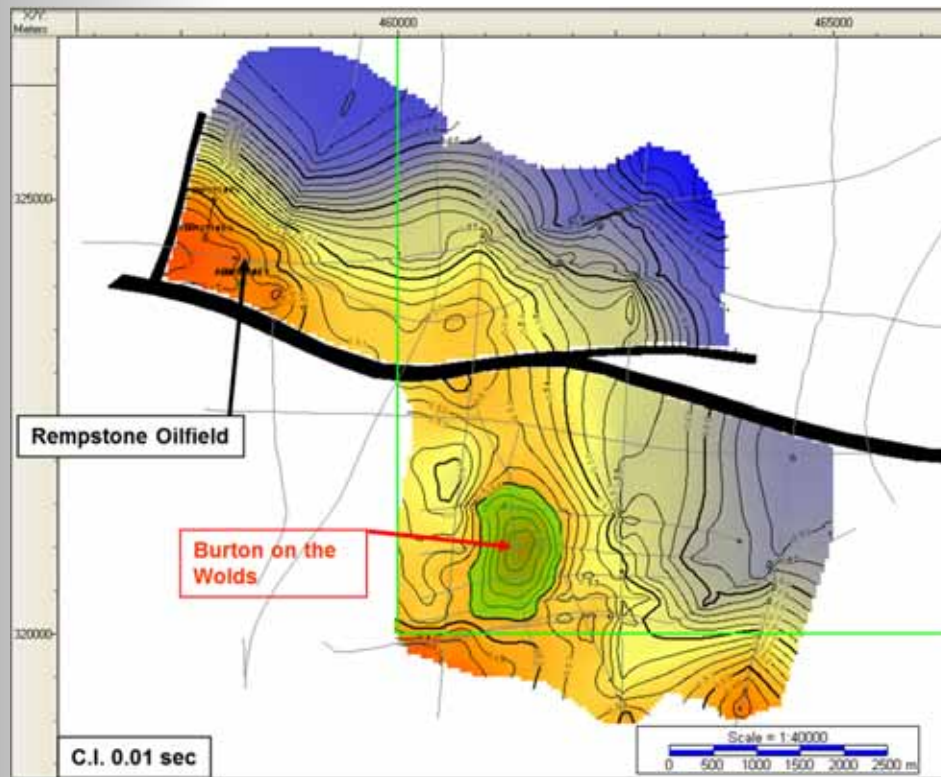 X/Y:
Meters
460000
465000
325000
Rempstone Oilfield
Burton on the
Wolds
320000
C.I. 0.01 sec
Scale = 1:40000
0 500 1000 1500 2000 2500 m